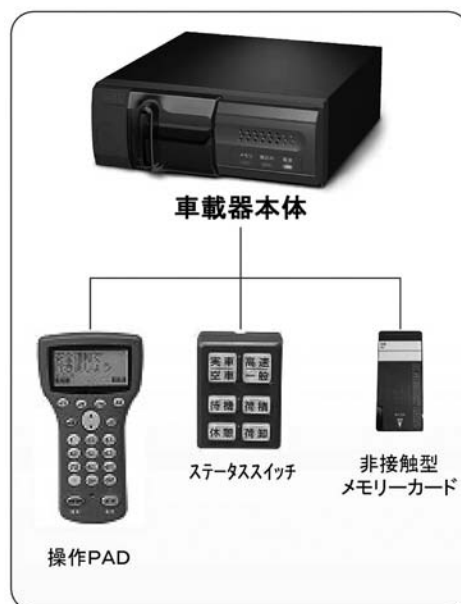 車載器本体
実車 高速
空車 一般
待機 荷積
休憩 荷卸
ステータススイッチ
非接触型
メモリーカード
操作PAD